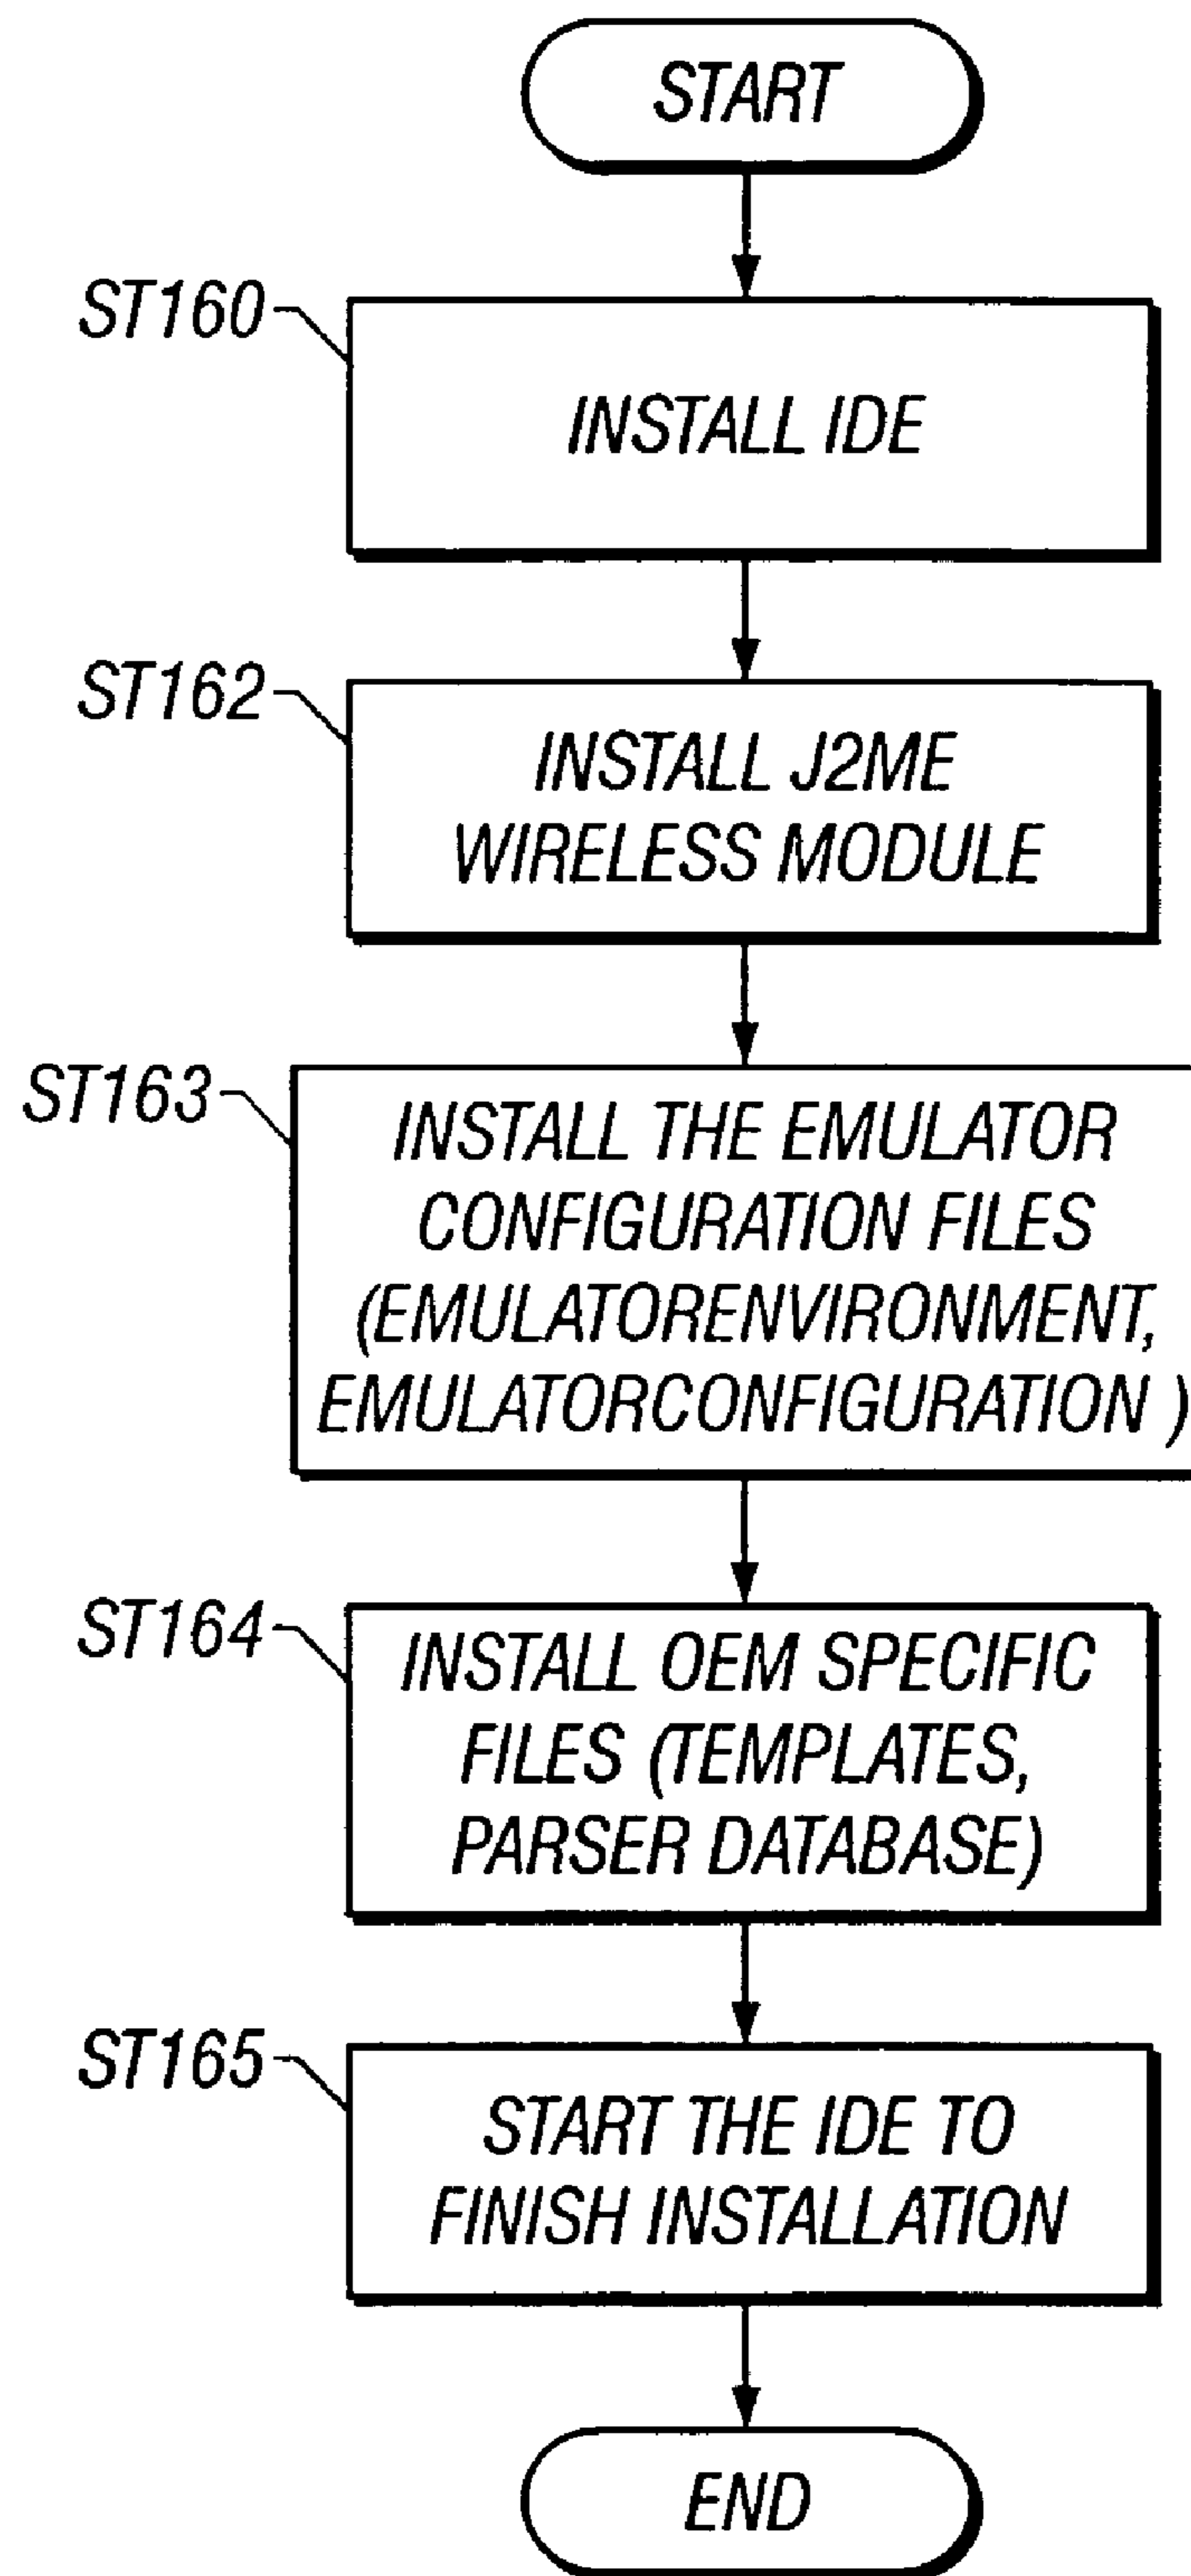 START
ST160
INSTALL IDE
ST162
INSTALL J2ME
WIRELESS MODULE
ST163
INSTALL THE EMULATOR
CONFIGURATION FILES
(EMULATORENVIRONMENT,
EMULATORCONFIGURATION )
ST164
INSTALL OEM SPECIFIC
FILES (TEMPLATES,
PARSER DATABASE)
ST165
START THE IDE TO
FINISH INSTALLATION
END